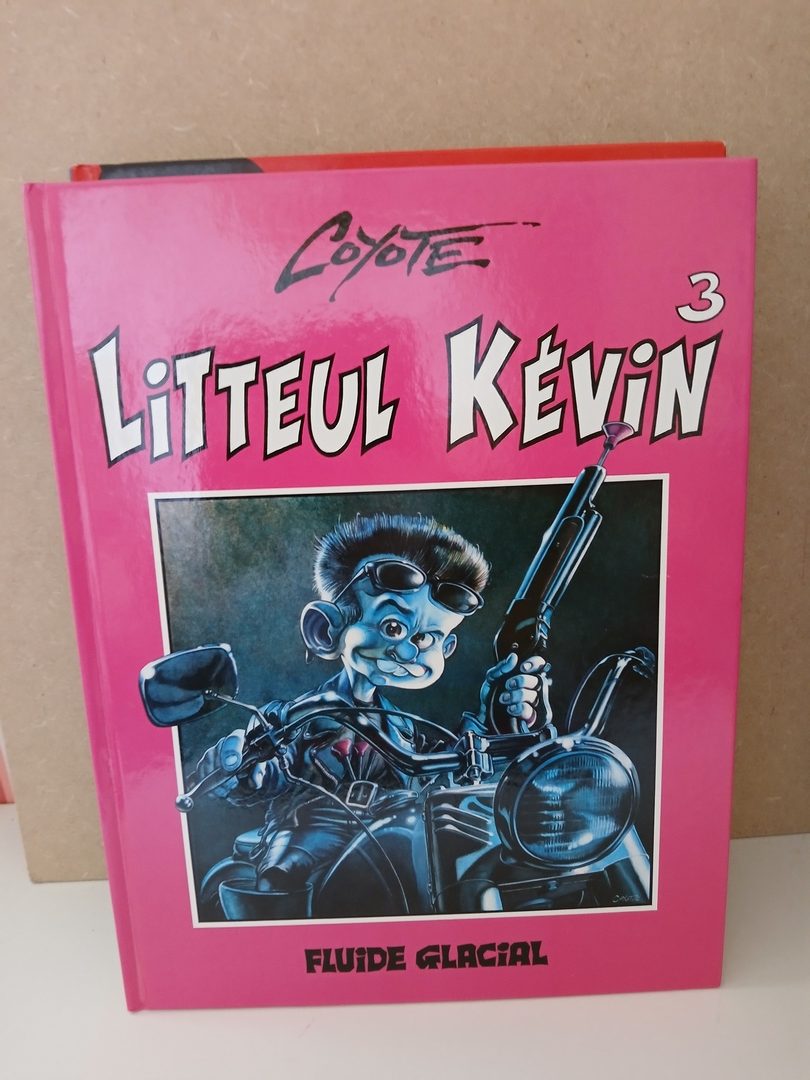 COYOTE
3
LiTTEUL KÉViN
FLUiDE GLACiAL